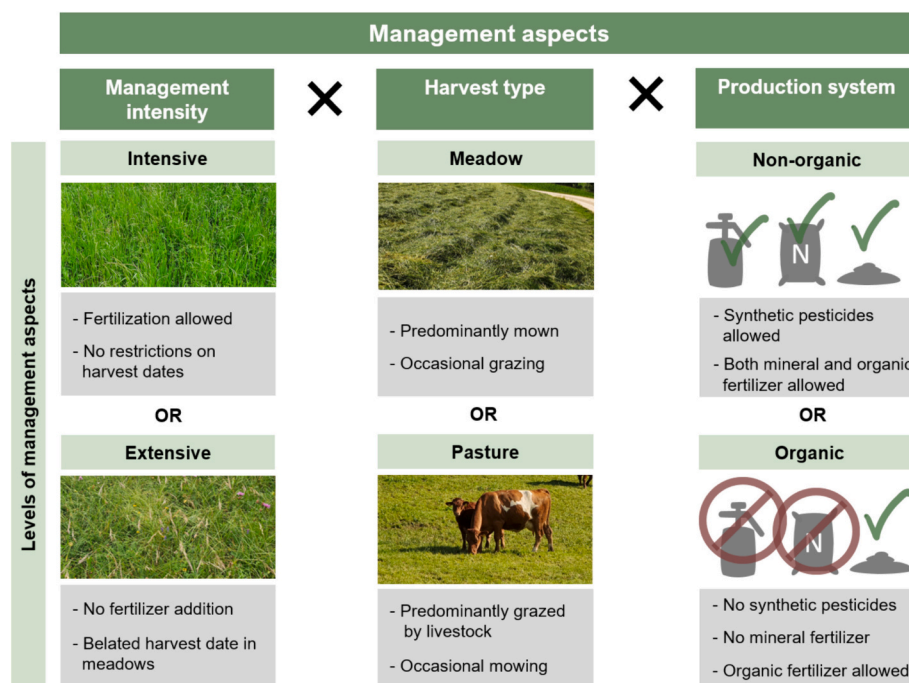 Management aspects
Management
intensity
Harvest type
Production system
Levels of management aspects
Intensive
- Fertilization allowed
- No restrictions on
harvest dates
OR
Extensive
- No fertilizer addition
- Belated harvest date in
meadows
Meadow
- Predominantly mown
- Occasional grazing
OR
Pasture
- Predominantly grazed
by livestock
- Occasional mowing
Non-organic
N
- Synthetic pesticides
allowed
- Both mineral and organic
fertilizer allowed
OR
Organic
N
- No synthetic pesticides
- No mineral fertilizer
- Organic fertilizer allowed